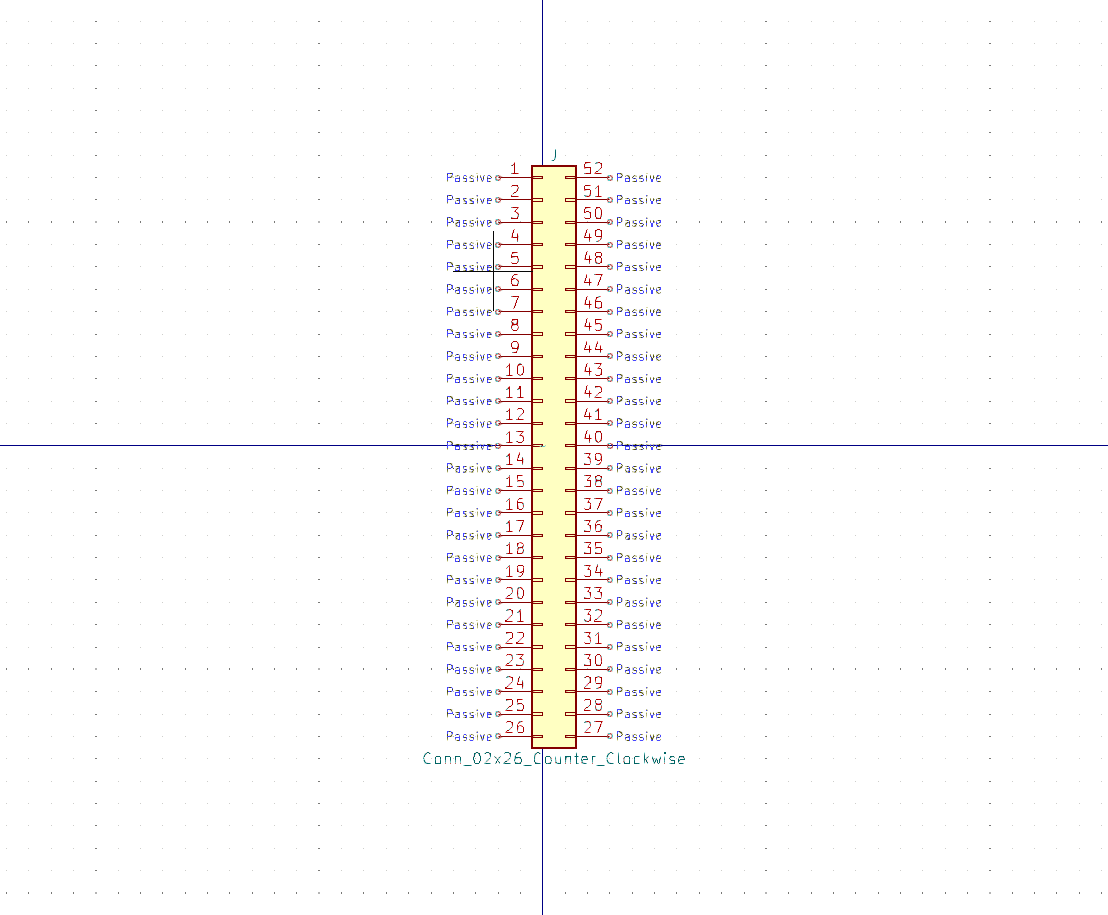 J
Passive 1 52 Passive
Passive 2 51 Passive
Passive 3 50 Passive
Passive 4 49 Passive
Passive 5 48 Passive
Passive 6 47 Passive
Passive 7 46 Passive
Passive 8 45 Passive
Passive 9 44 Passive
Passive 10 43 Passive
Passive 11 42 Passive
Passive 12 41 Passive
Passive 13 40 Passive
Passive 14 39 Passive
Passive 15 38 Passive
Passive 16 37 Passive
Passive 17 36 Passive
Passive 18 35 Passive
Passive 19 34 Passive
Passive 20 33 Passive
Passive 21 32 Passive
Passive 22 31 Passive
Passive 23 30 Passive
Passive 24 29 Passive
Passive 25 28 Passive
Passive 26 27 Passive
Conn_02x26_Counter_Clockwise